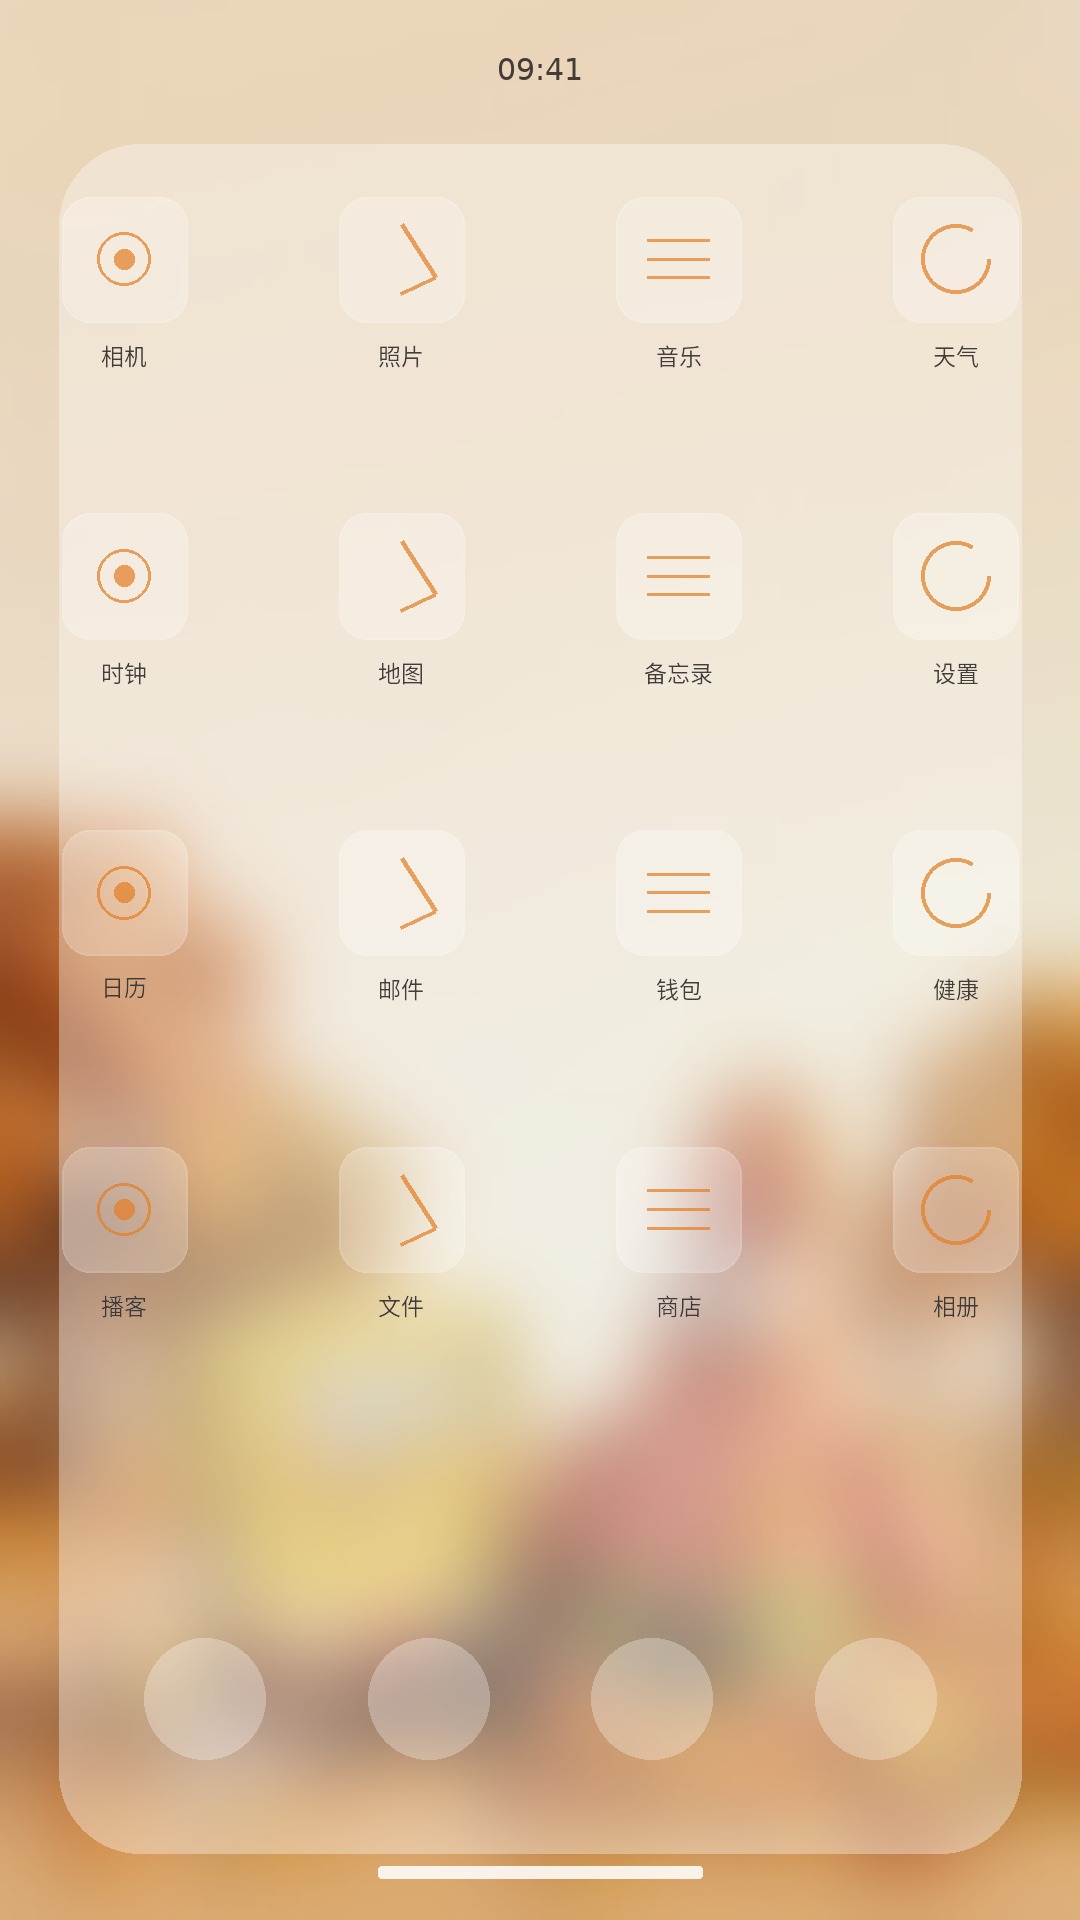 09:41
相机 照片 音乐 天气
时钟 地图 备忘录 设置
日历 邮件 钱包 健康
播客 文件 商店 相册